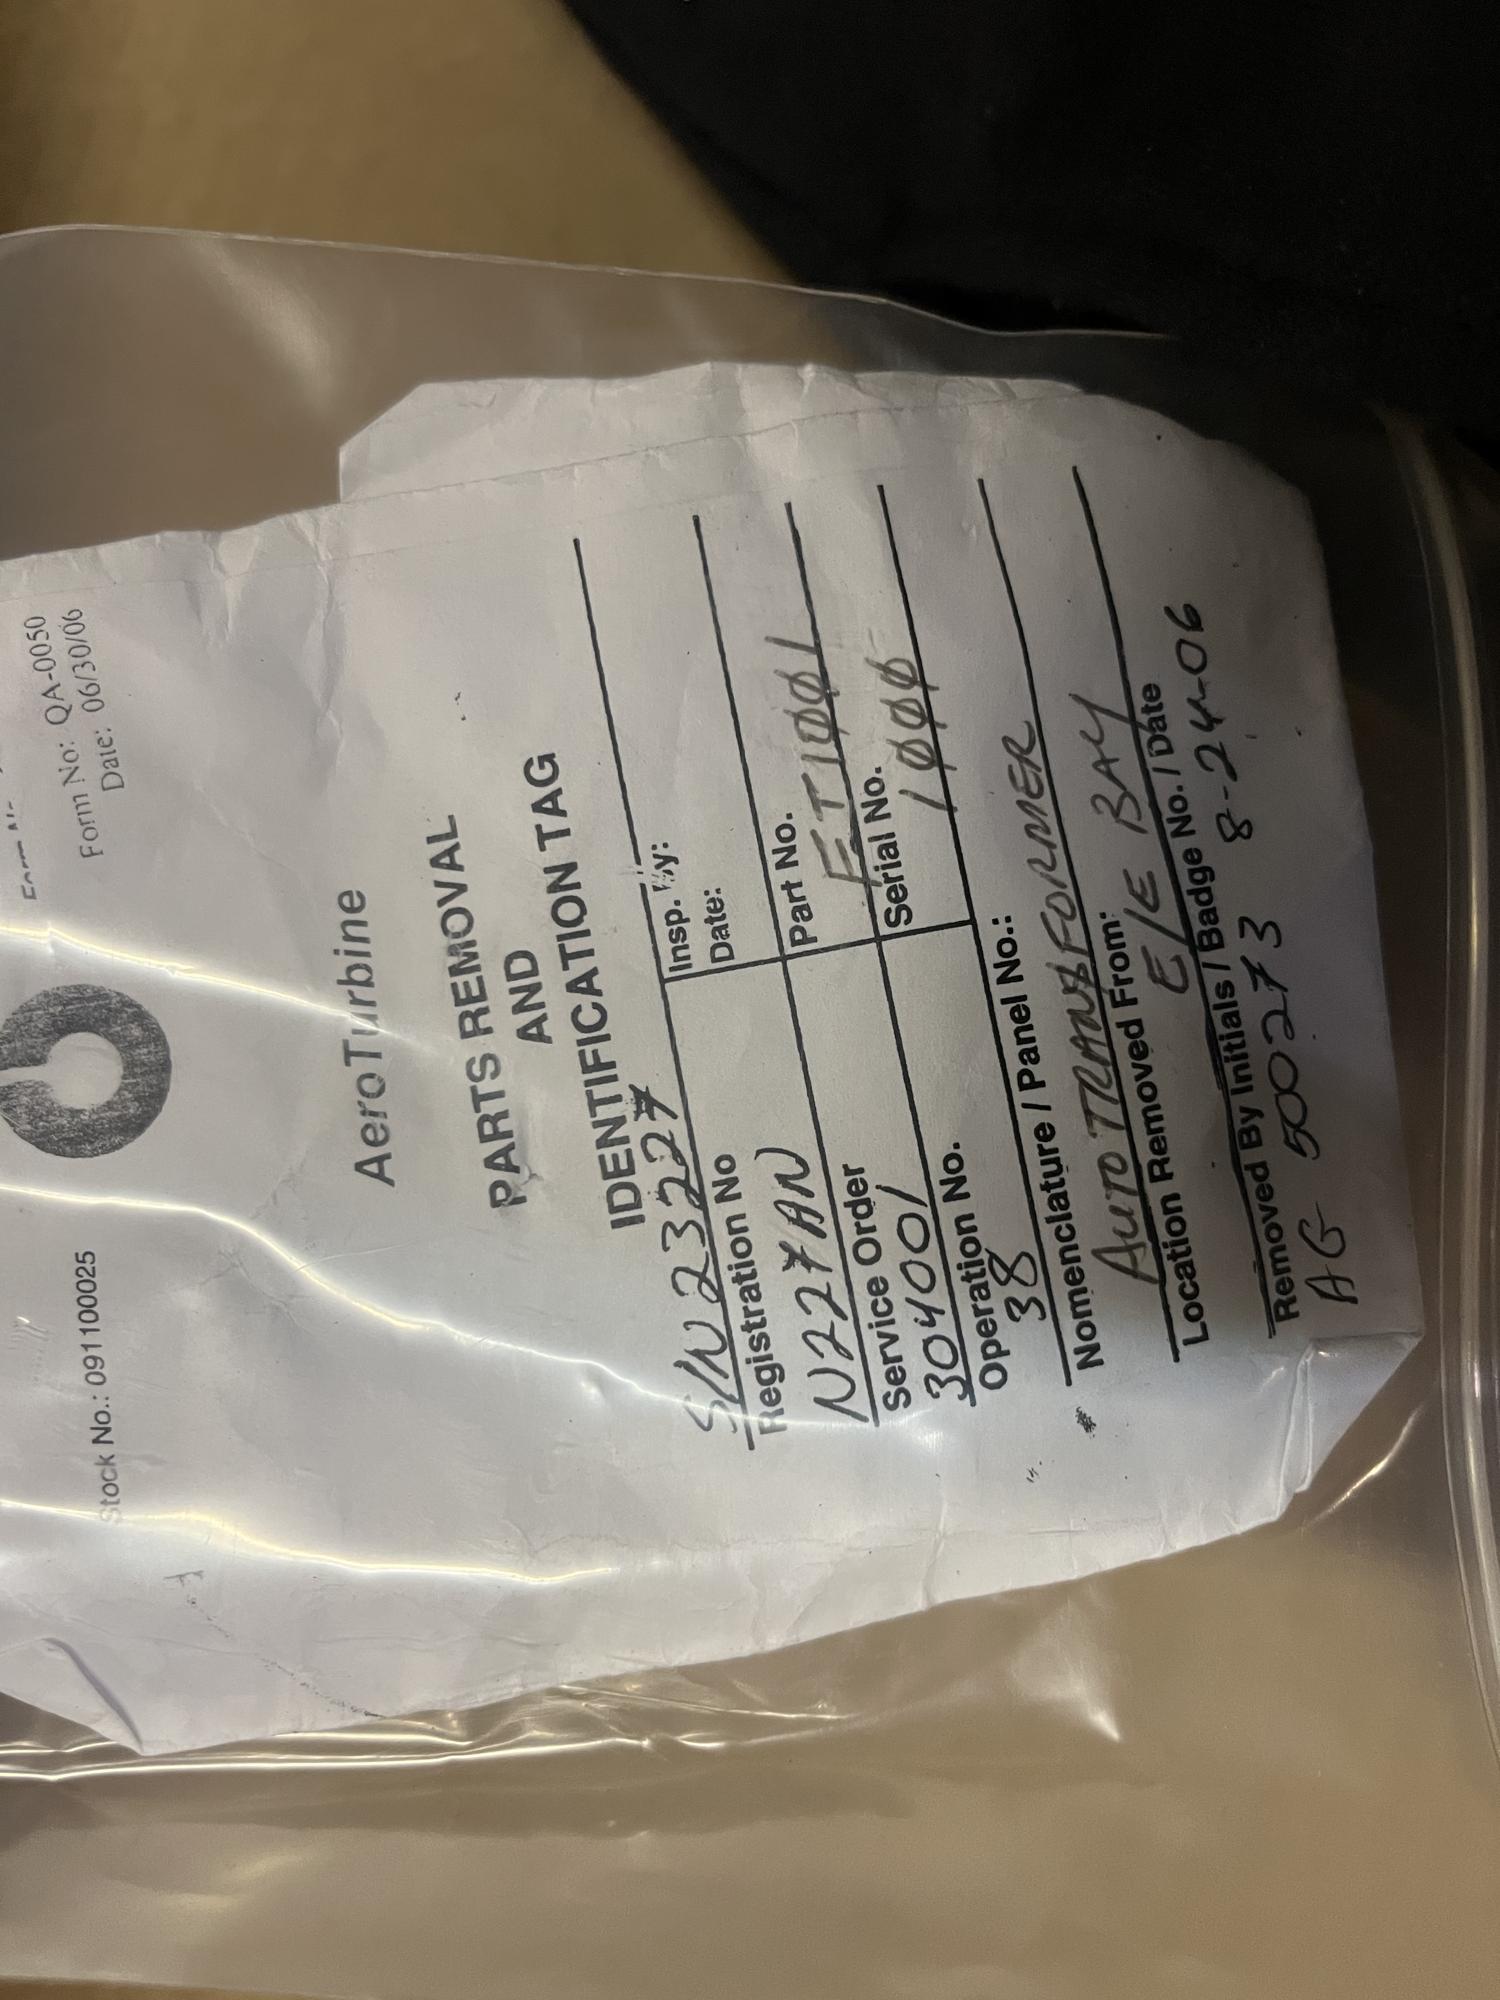 Form No: QA-0050
Date: 06/30/06
Stock No.: 091100025
AeroTurbine
PARTS REMOVAL
AND
IDENTIFICATION TAG
S/N 23227
Insp. By:
Registration No
Date:
N227AN
Service Order
Part No.
304001
ET1001
Operation No.
Serial No.
38
1000
Nomenclature / Panel No.:
AUTO TRANSFORMER
Location Removed From:
E/E BAY
Removed By Initials / Badge No. / Date
AG 500273 8-24-06